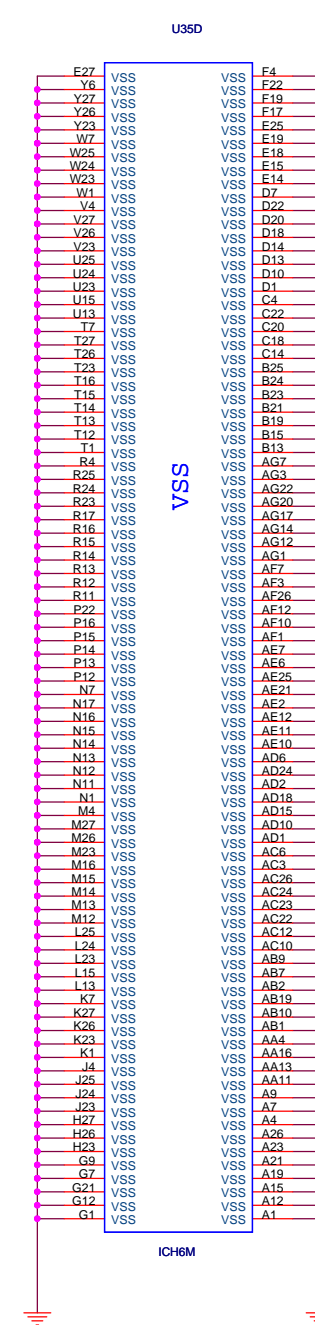 U35D
E27 VSS VSS F4
Y6 VSS VSS F22
Y27 VSS VSS F19
Y26 VSS VSS F17
Y23 VSS VSS E25
W7 VSS VSS E19
W25 VSS VSS E18
W24 VSS VSS E15
W23 VSS VSS E14
W1 VSS VSS D7
V4 VSS VSS D22
V27 VSS VSS D20
V26 VSS VSS D18
V23 VSS VSS D14
U25 VSS VSS D13
U24 VSS VSS D10
U23 VSS VSS D1
U15 VSS VSS C4
U13 VSS VSS C22
T7 VSS VSS C20
T27 VSS VSS C18
T26 VSS VSS C14
T23 VSS VSS B25
T16 VSS VSS B24
T15 VSS VSS B23
T14 VSS VSS B21
T13 VSS VSS B19
T12 VSS VSS B15
T1 VSS VSS B13
R4 VSS VSS AG7
R25 VSS VSS AG3
VSS
R24 VSS VSS AG22
R23 VSS VSS AG20
R17 VSS VSS AG17
R16 VSS VSS AG14
R15 VSS VSS AG12
R14 VSS VSS AG1
R13 VSS VSS AF7
R12 VSS VSS AF3
R11 VSS VSS AF26
P22 VSS VSS AF12
P16 VSS VSS AF10
P15 VSS VSS AF1
P14 VSS VSS AE7
P13 VSS VSS AE6
P12 VSS VSS AE25
N7 VSS VSS AE21
N17 VSS VSS AE2
N16 VSS VSS AE12
N15 VSS VSS AE11
N14 VSS VSS AE10
N13 VSS VSS AD6
N12 VSS VSS AD24
N11 VSS VSS AD2
N1 VSS VSS AD18
M4 VSS VSS AD15
M27 VSS VSS AD10
M26 VSS VSS AD1
M23 VSS VSS AC6
M16 VSS VSS AC3
M15 VSS VSS AC26
M14 VSS VSS AC24
M13 VSS VSS AC23
M12 VSS VSS AC22
L25 VSS VSS AC12
L24 VSS VSS AC10
L23 VSS VSS AB9
L15 VSS VSS AB7
L13 VSS VSS AB2
K7 VSS VSS AB19
K27 VSS VSS AB10
K26 VSS VSS AB1
K23 VSS VSS AA4
K1 VSS VSS AA16
J4 VSS VSS AA13
J25 VSS VSS AA11
J24 VSS VSS A9
J23 VSS VSS A7
H27 VSS VSS A4
H26 VSS VSS A26
H23 VSS VSS A23
G9 VSS VSS A21
G7 VSS VSS A19
G21 VSS VSS A15
G12 VSS VSS A12
G1 VSS VSS A1
ICH6M